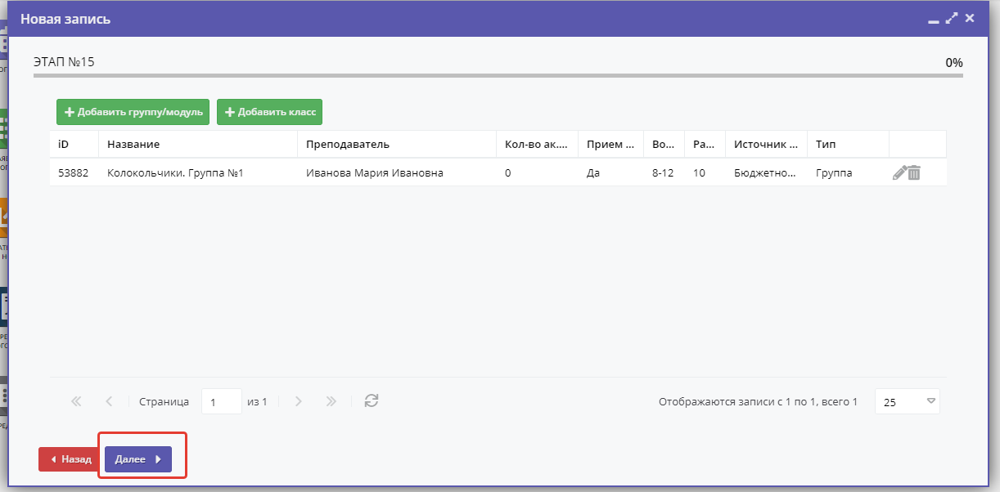 Новая запись
ЭТАП №15 0%
Добавить группу/модуль Добавить класс
iD Название Преподаватель Кол-во ак.... Прием ... Во... Ра... Источник ... Тип
53882 Колокольчики. Группа №1 Иванова Мария Ивановна 0 Да 8-12 10 Бюджетно... Группа
Страница 1 из 1 Отображаются записи с 1 по 1, всего 1 25
Назад Далее